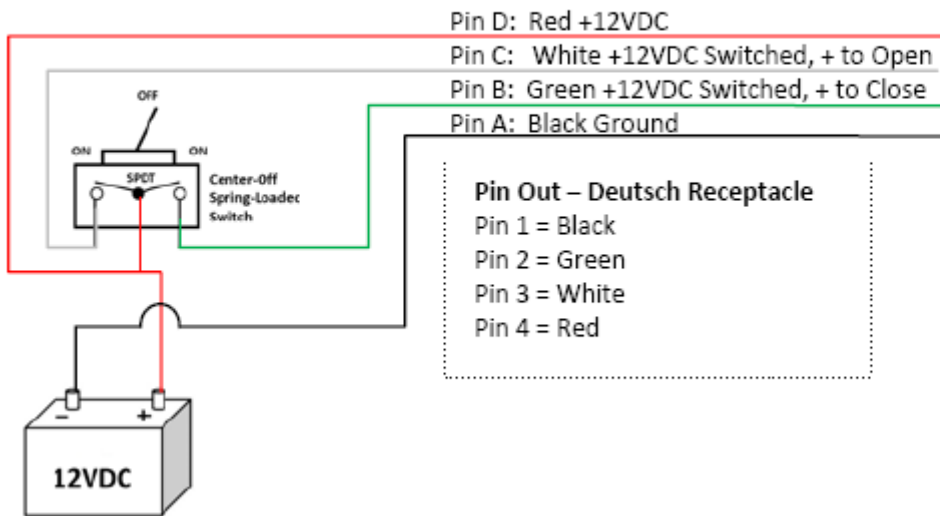 Pin D: Red +12VDC
Pin C: White +12VDC Switched, + to Open
Pin B: Green +12VDC Switched, + to Close
Pin A: Black Ground
OFF
ON
ON
SPDT
Center-Off
Spring-Loaded
Switch
Pin Out – Deutsch Receptacle
Pin 1 = Black
Pin 2 = Green
Pin 3 = White
Pin 4 = Red
− +
12VDC